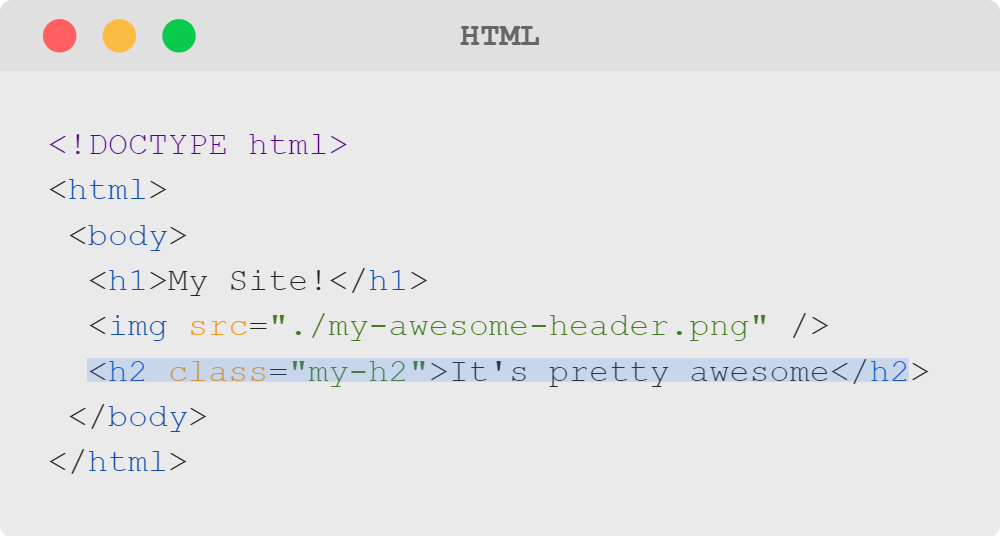 HTML
<!DOCTYPE html>
<html>
<body>
<h1>My Site!</h1>
<img src="./my-awesome-header.png" />
<h2 class="my-h2">It's pretty awesome</h2>
</body>
</html>